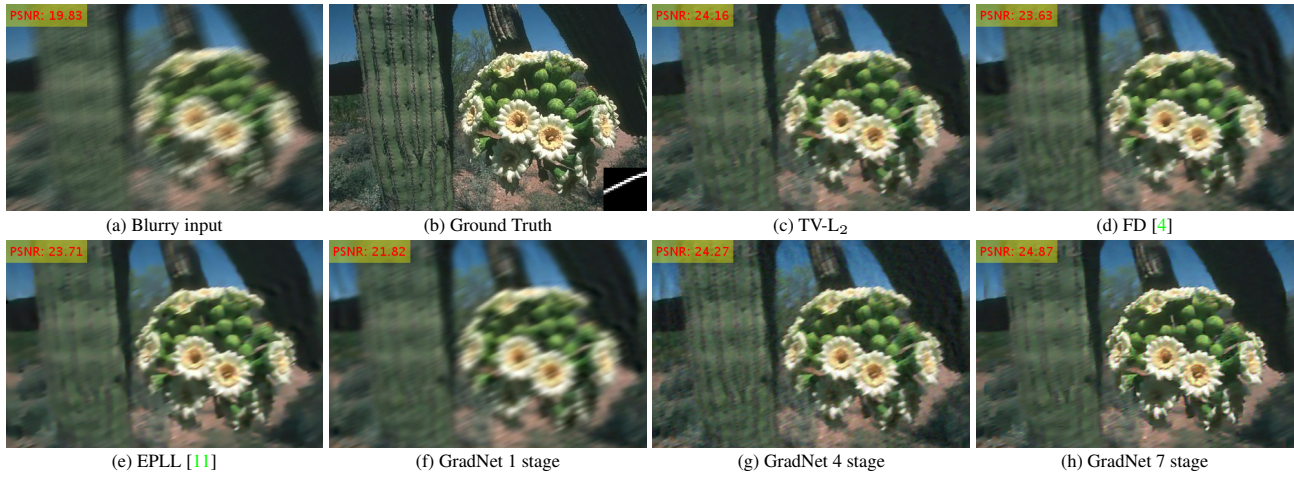 PSNR: 19.83
PSNR: 24.16
PSNR: 23.63
(a) Blurry input
(b) Ground Truth
(c) TV-L₂
(d) FD [4]
PSNR: 23.71
PSNR: 21.82
PSNR: 24.27
PSNR: 24.87
(e) EPLL [11]
(f) GradNet 1 stage
(g) GradNet 4 stage
(h) GradNet 7 stage